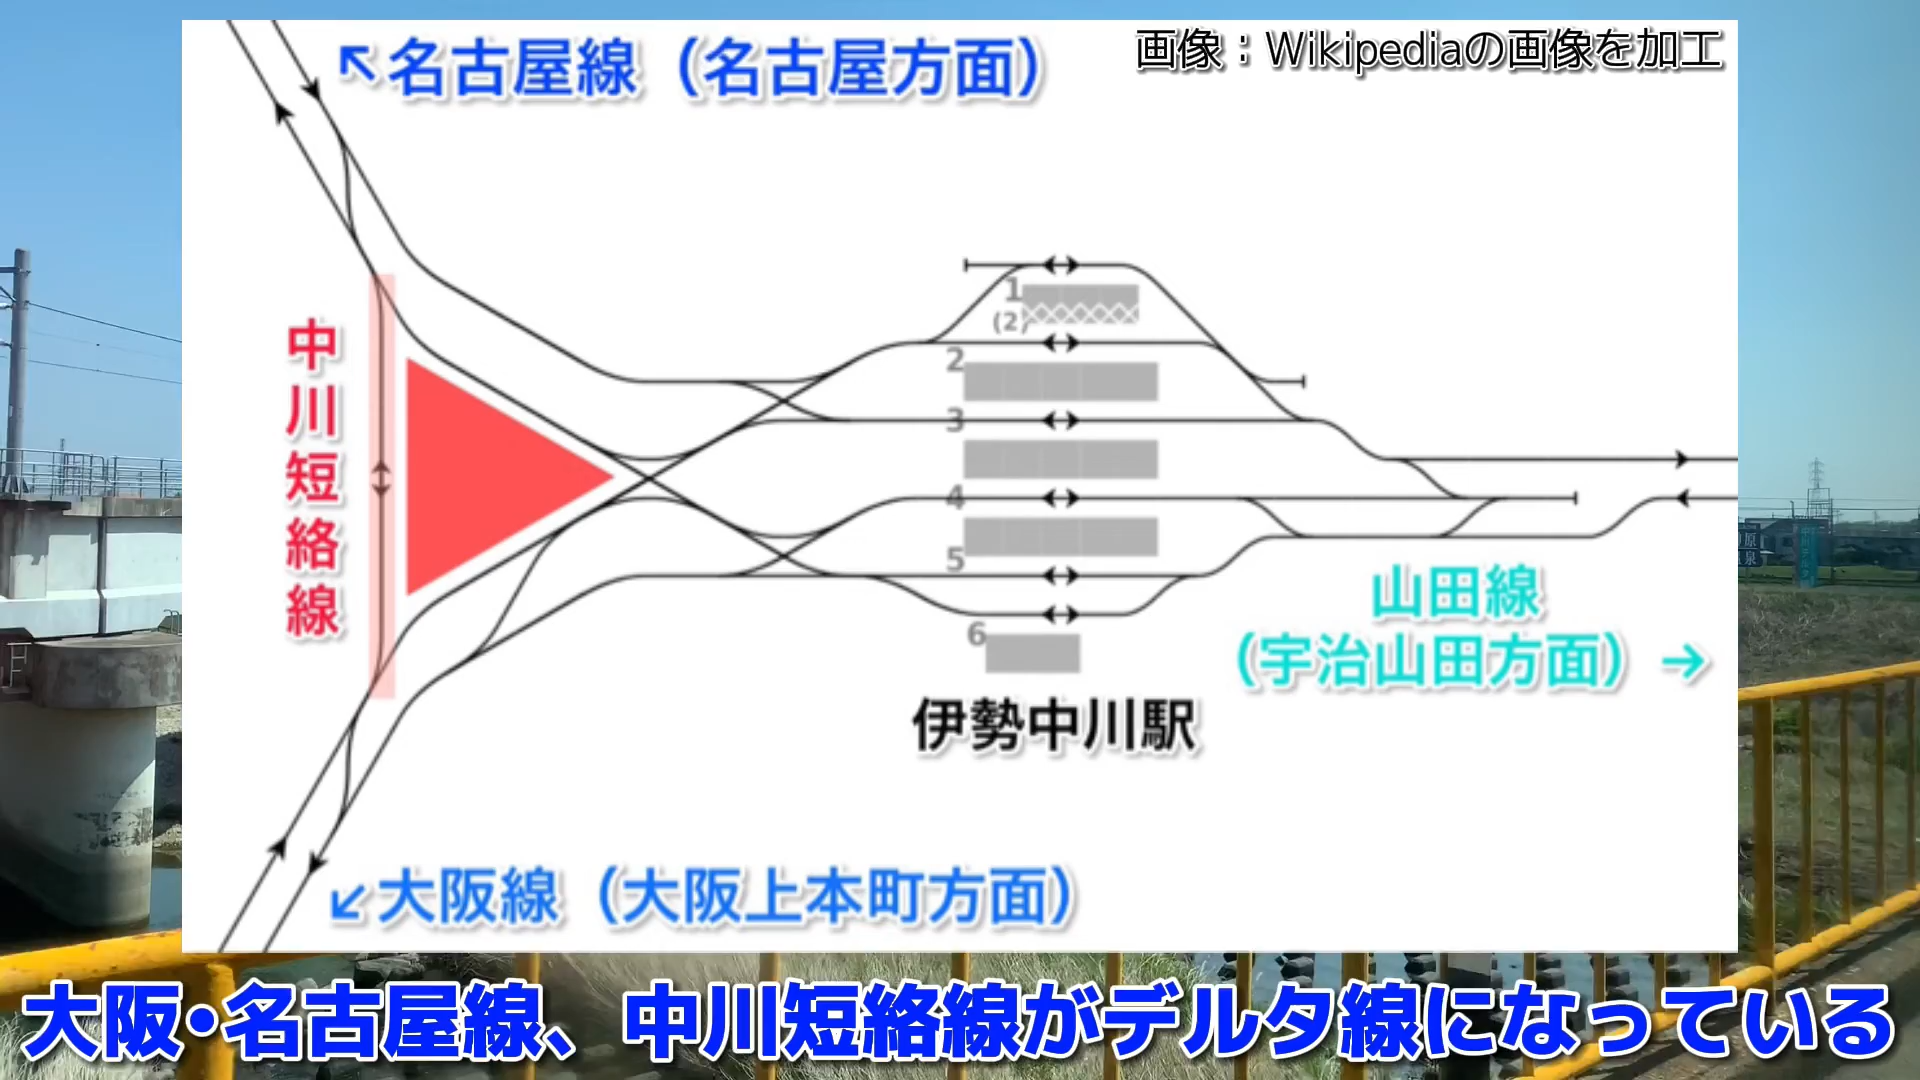 ↖名古屋線（名古屋方面）
画像：Wikipediaの画像を加工
中川短絡線
1
(2)
2
3
4
5
6
山田線
（宇治山田方面）→
伊勢中川駅
↙大阪線（大阪上本町方面）
大阪・名古屋線、中川短絡線がデルタ線になっている